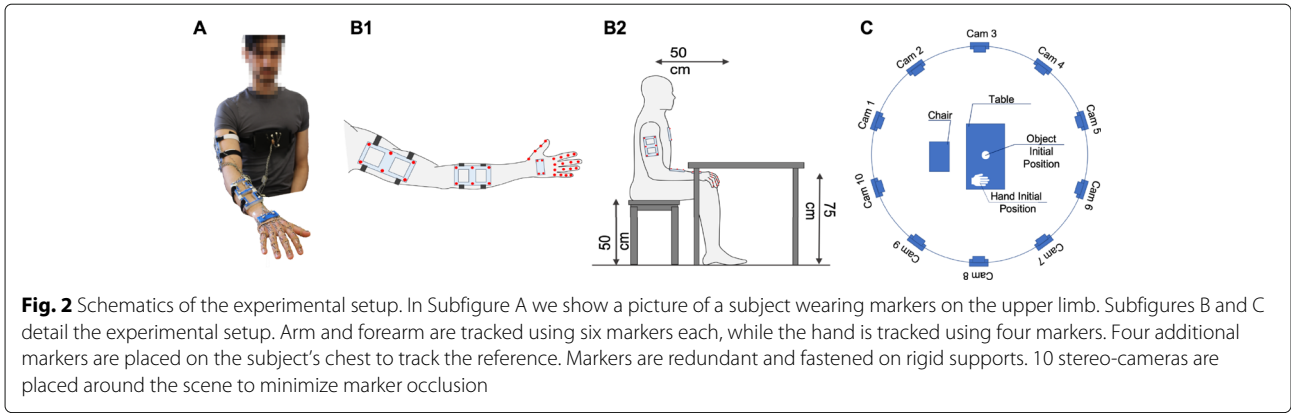 A
B1
B2
C
50
cm
50
cm
75
cm
Cam 1
Cam 2
Cam 3
Cam 4
Cam 5
Cam 6
Cam 7
Cam 8
Cam 9
Cam 10
Table
Chair
Object
Initial
Position
Hand Initial
Position
Fig. 2 Schematics of the experimental setup. In Subfigure A we show a picture of a subject wearing markers on the upper limb. Subfigures B and C
detail the experimental setup. Arm and forearm are tracked using six markers each, while the hand is tracked using four markers. Four additional
markers are placed on the subject's chest to track the reference. Markers are redundant and fastened on rigid supports. 10 stereo-cameras are
placed around the scene to minimize marker occlusion